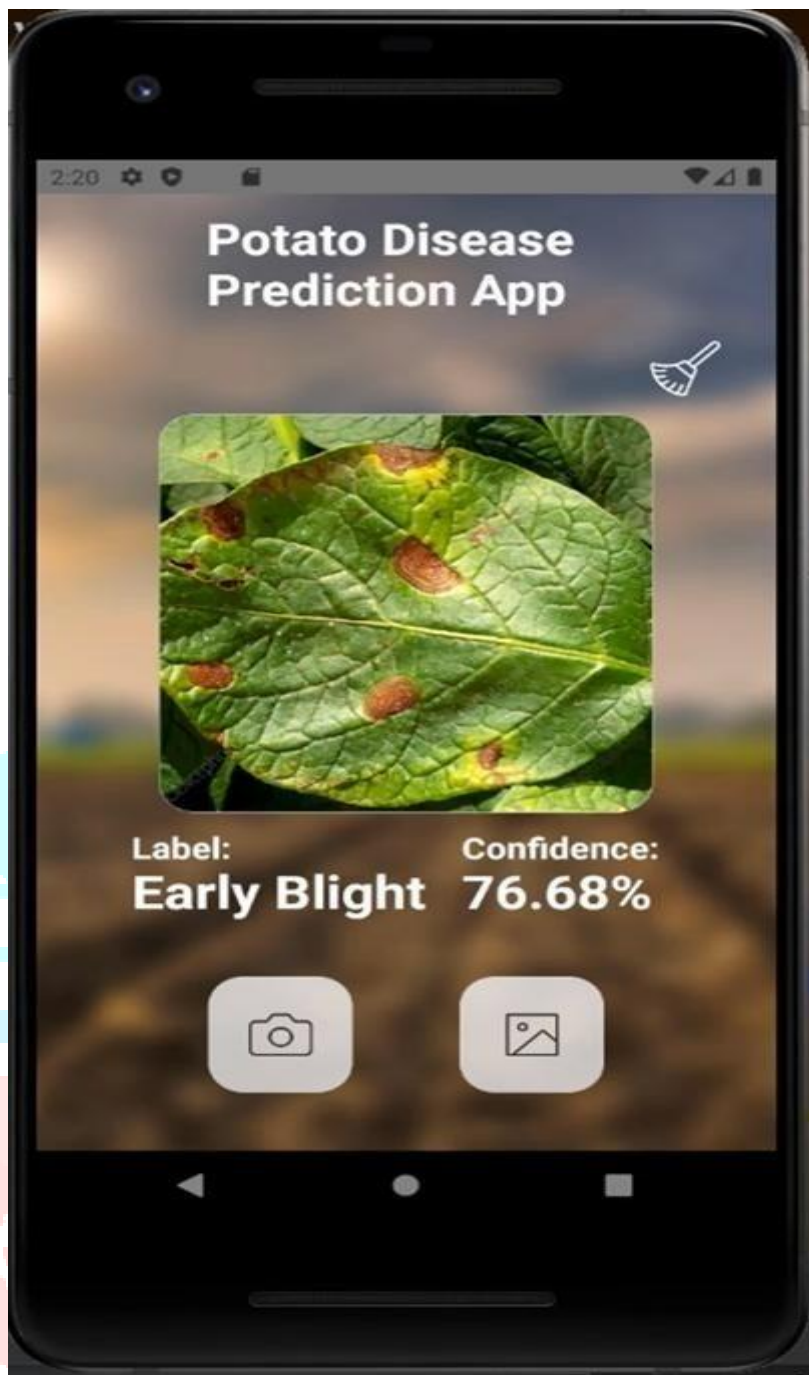 2:20
Potato Disease
Prediction App
Label:
Early Blight
Confidence:
76.68%